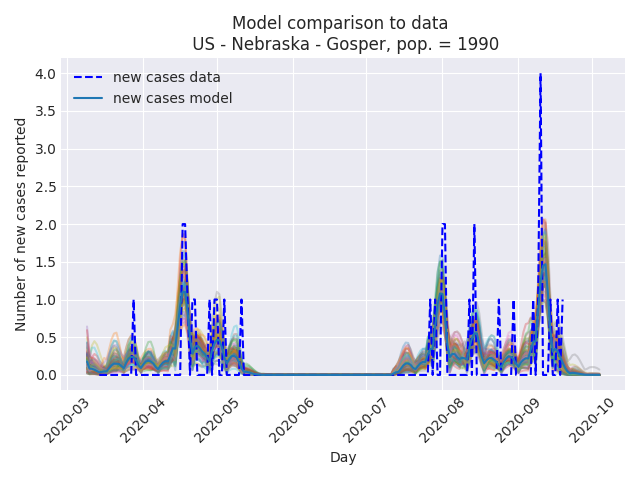 Model comparison to data
US - Nebraska - Gosper, pop. = 1990
new cases data
new cases model
Number of new cases reported
4.0
3.5
3.0
2.5
2.0
1.5
1.0
0.5
0.0
2020-03
2020-04
2020-05
2020-06
2020-07
2020-08
2020-09
2020-10
Day